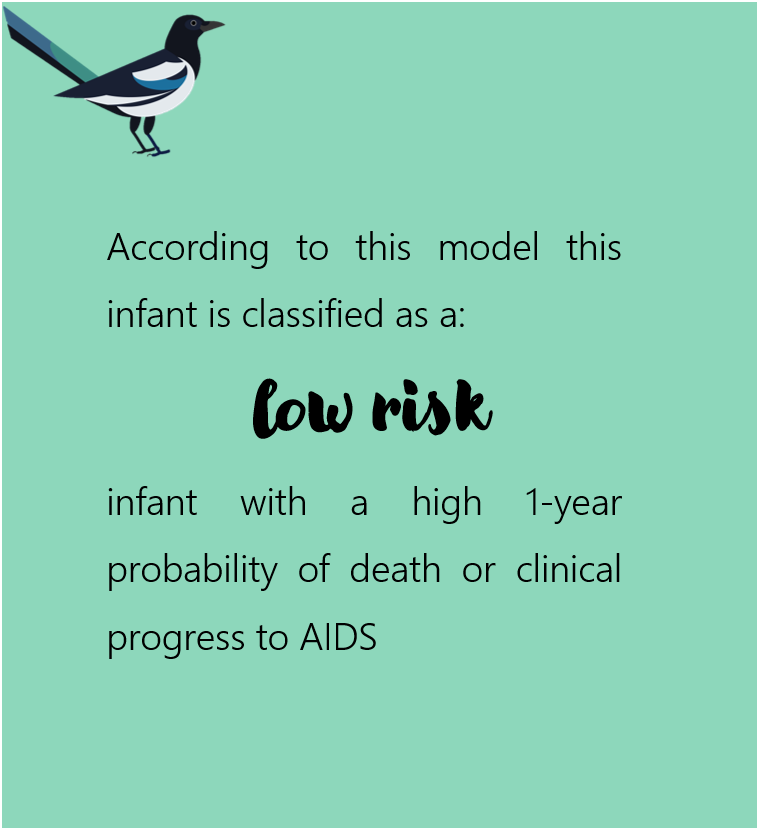 According to this model this
infant is classified as a:
low risk
infant with a high 1-year
probability of death or clinical
progress to AIDS